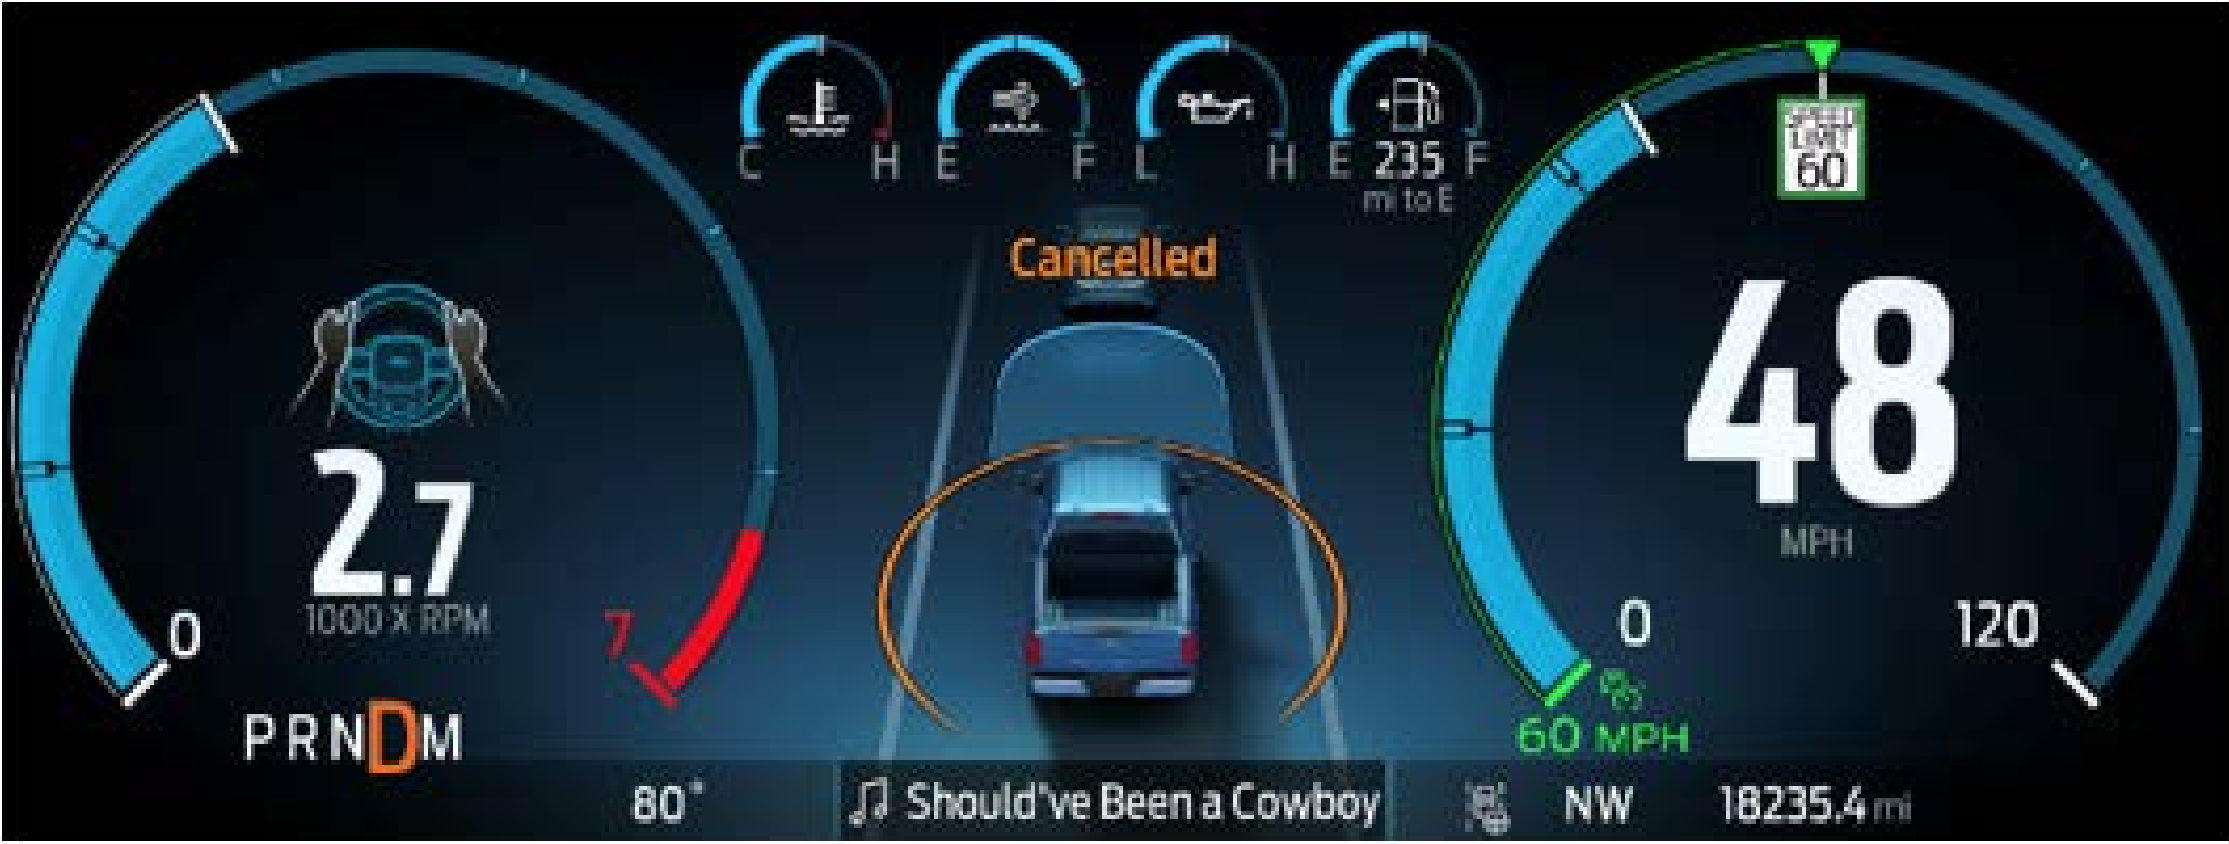 C H E F L H E 235 F
mi to E
SPEED
LIMIT
60
Cancelled
48
MPH
2.7
1000 X RPM
0
7
0
120
60 MPH
PRNDM
80°
Should've Been a Cowboy
NW
18235.4 mi